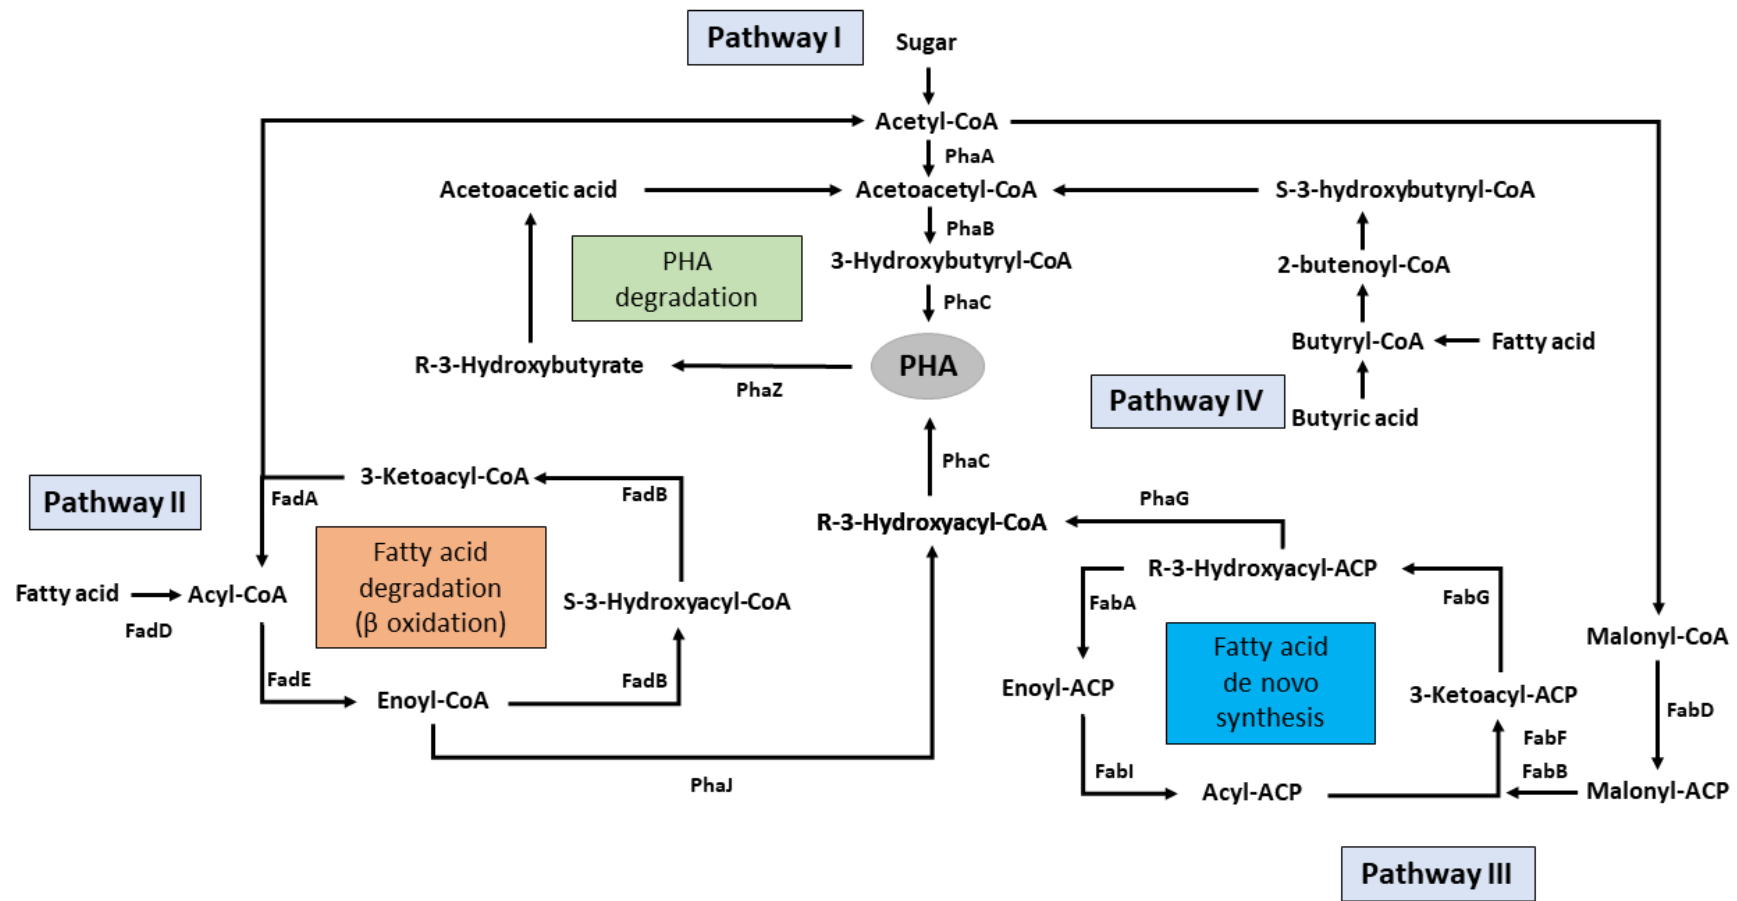 Pathway I
Sugar
Acetyl-CoA
PhaA
Acetoacetic acid
Acetoacetyl-CoA
S-3-hydroxybutyryl-CoA
PhaB
PHA
degradation
3-Hydroxybutyryl-CoA
2-butenoyl-CoA
PhaC
Butyryl-CoA
Fatty acid
R-3-Hydroxybutyrate
PHA
PhaZ
Pathway IV
Butyric acid
PhaC
3-Ketoacyl-CoA
FadA
FadB
Pathway II
PhaG
R-3-Hydroxyacyl-CoA
Fatty acid
degradation
(β oxidation)
R-3-Hydroxyacyl-ACP
Fatty acid
Acyl-CoA
S-3-Hydroxyacyl-CoA
FabA
FabG
FadD
Malonyl-CoA
Fatty acid
de novo
synthesis
FadE
FadB
Enoyl-CoA
Enoyl-ACP
3-Ketoacyl-ACP
FabD
FabF
PhaJ
FabI
FabB
Acyl-ACP
Malonyl-ACP
Pathway III